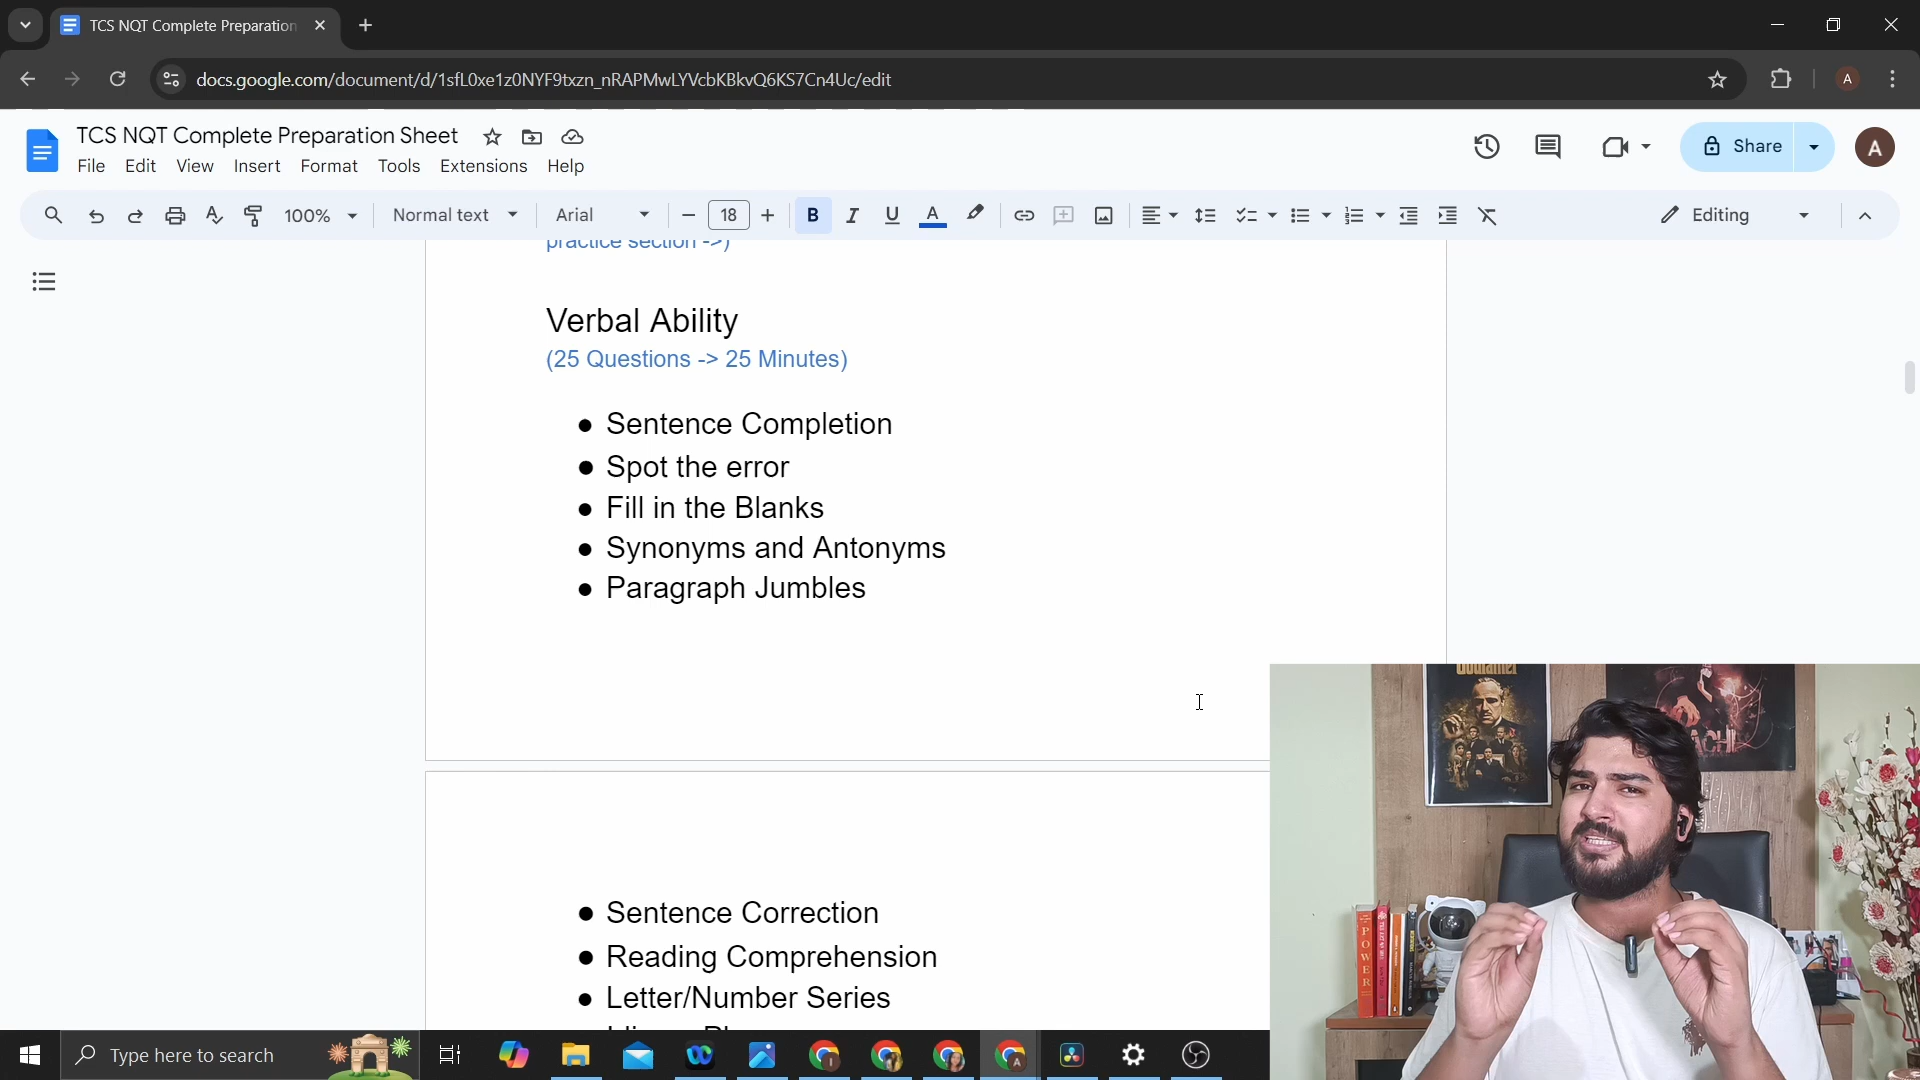 TCS NQT Complete Preparation
docs.google.com/document/d/1sfL0xe1z0NYF9txzn_nRAPMwLYVcbKBkvQ6KS7Cn4Uc/edit
A
TCS NQT Complete Preparation Sheet
Share
A
File Edit View Insert Format Tools Extensions Help
100% Normal text Arial 18 B I U A Editing
practice section ->)
Verbal Ability
(25 Questions -> 25 Minutes)
● Sentence Completion
● Spot the error
● Fill in the Blanks
● Synonyms and Antonyms
● Paragraph Jumbles
● Sentence Correction
● Reading Comprehension
● Letter/Number Series
POWER
Type here to search